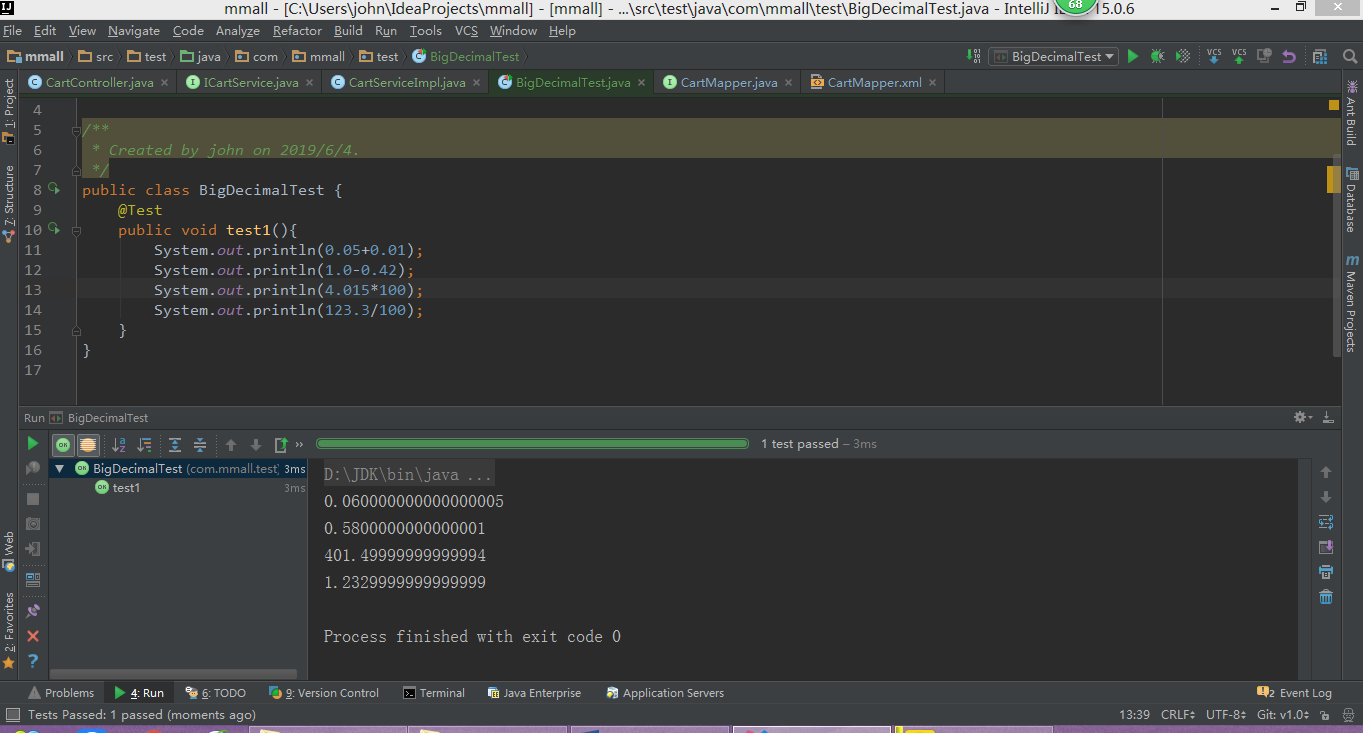 mmall - [C:\Users\john\IdeaProjects\mmall] - [mmall] - ...\src\test\java\com\mmall\test\BigDecimalTest.java - IntelliJ 15.0.6
68
File Edit View Navigate Code Analyze Refactor Build Run Tools VCS Window Help
mmall src test java com mmall test BigDecimalTest
BigDecimalTest VCS VCS
CartController.java ICartService.java CartServiceImpl.java BigDecimalTest.java CartMapper.java CartMapper.xml
1: Project
7: Structure
Web
2: Favorites
4
5 /**
6 * Created by john on 2019/6/4.
7 */
8 public class BigDecimalTest {
9 @Test
10 public void test1(){
11 System.out.println(0.05+0.01);
12 System.out.println(1.0-0.42);
13 System.out.println(4.015*100);
14 System.out.println(123.3/100);
15 }
16 }
17
Ant Build
Database
Maven Projects
Run BigDecimalTest
1 test passed – 3ms
BigDecimalTest (com.mmall.test) 3ms
test1 3ms
D:\JDK\bin\java ...
0.060000000000000005
0.5800000000000001
401.49999999999994
1.2329999999999999
Process finished with exit code 0
Problems 4: Run 6: TODO 9: Version Control Terminal Java Enterprise Application Servers 2 Event Log
Tests Passed: 1 passed (moments ago) 13:39 CRLF UTF-8 Git: v1.0